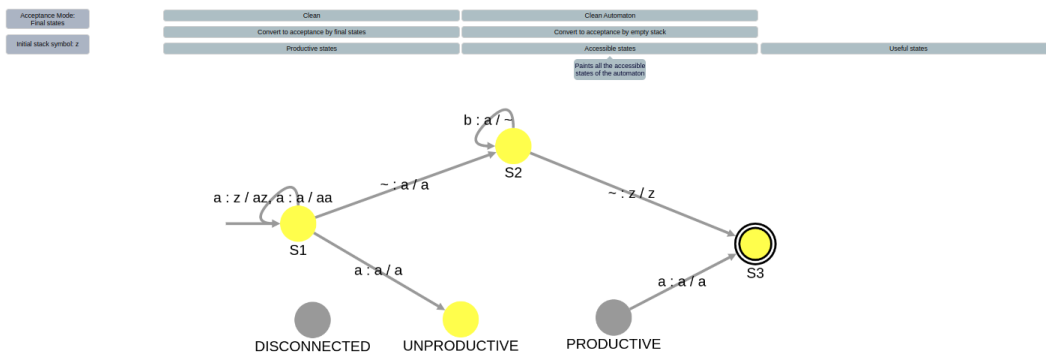 Acceptance Mode:
Final states
Clean
Clean Automaton
Initial stack symbol: z
Convert to acceptance by final states
Convert to acceptance by empty stack
Productive states
Accessible states
Useful states
Paints all the accessible
states of the automaton
b : a / ~
S2
~ : a / a
a : z / az, a : a / aa
~ : z / z
S1
a : a / a
S3
a : a / a
DISCONNECTED
UNPRODUCTIVE
PRODUCTIVE